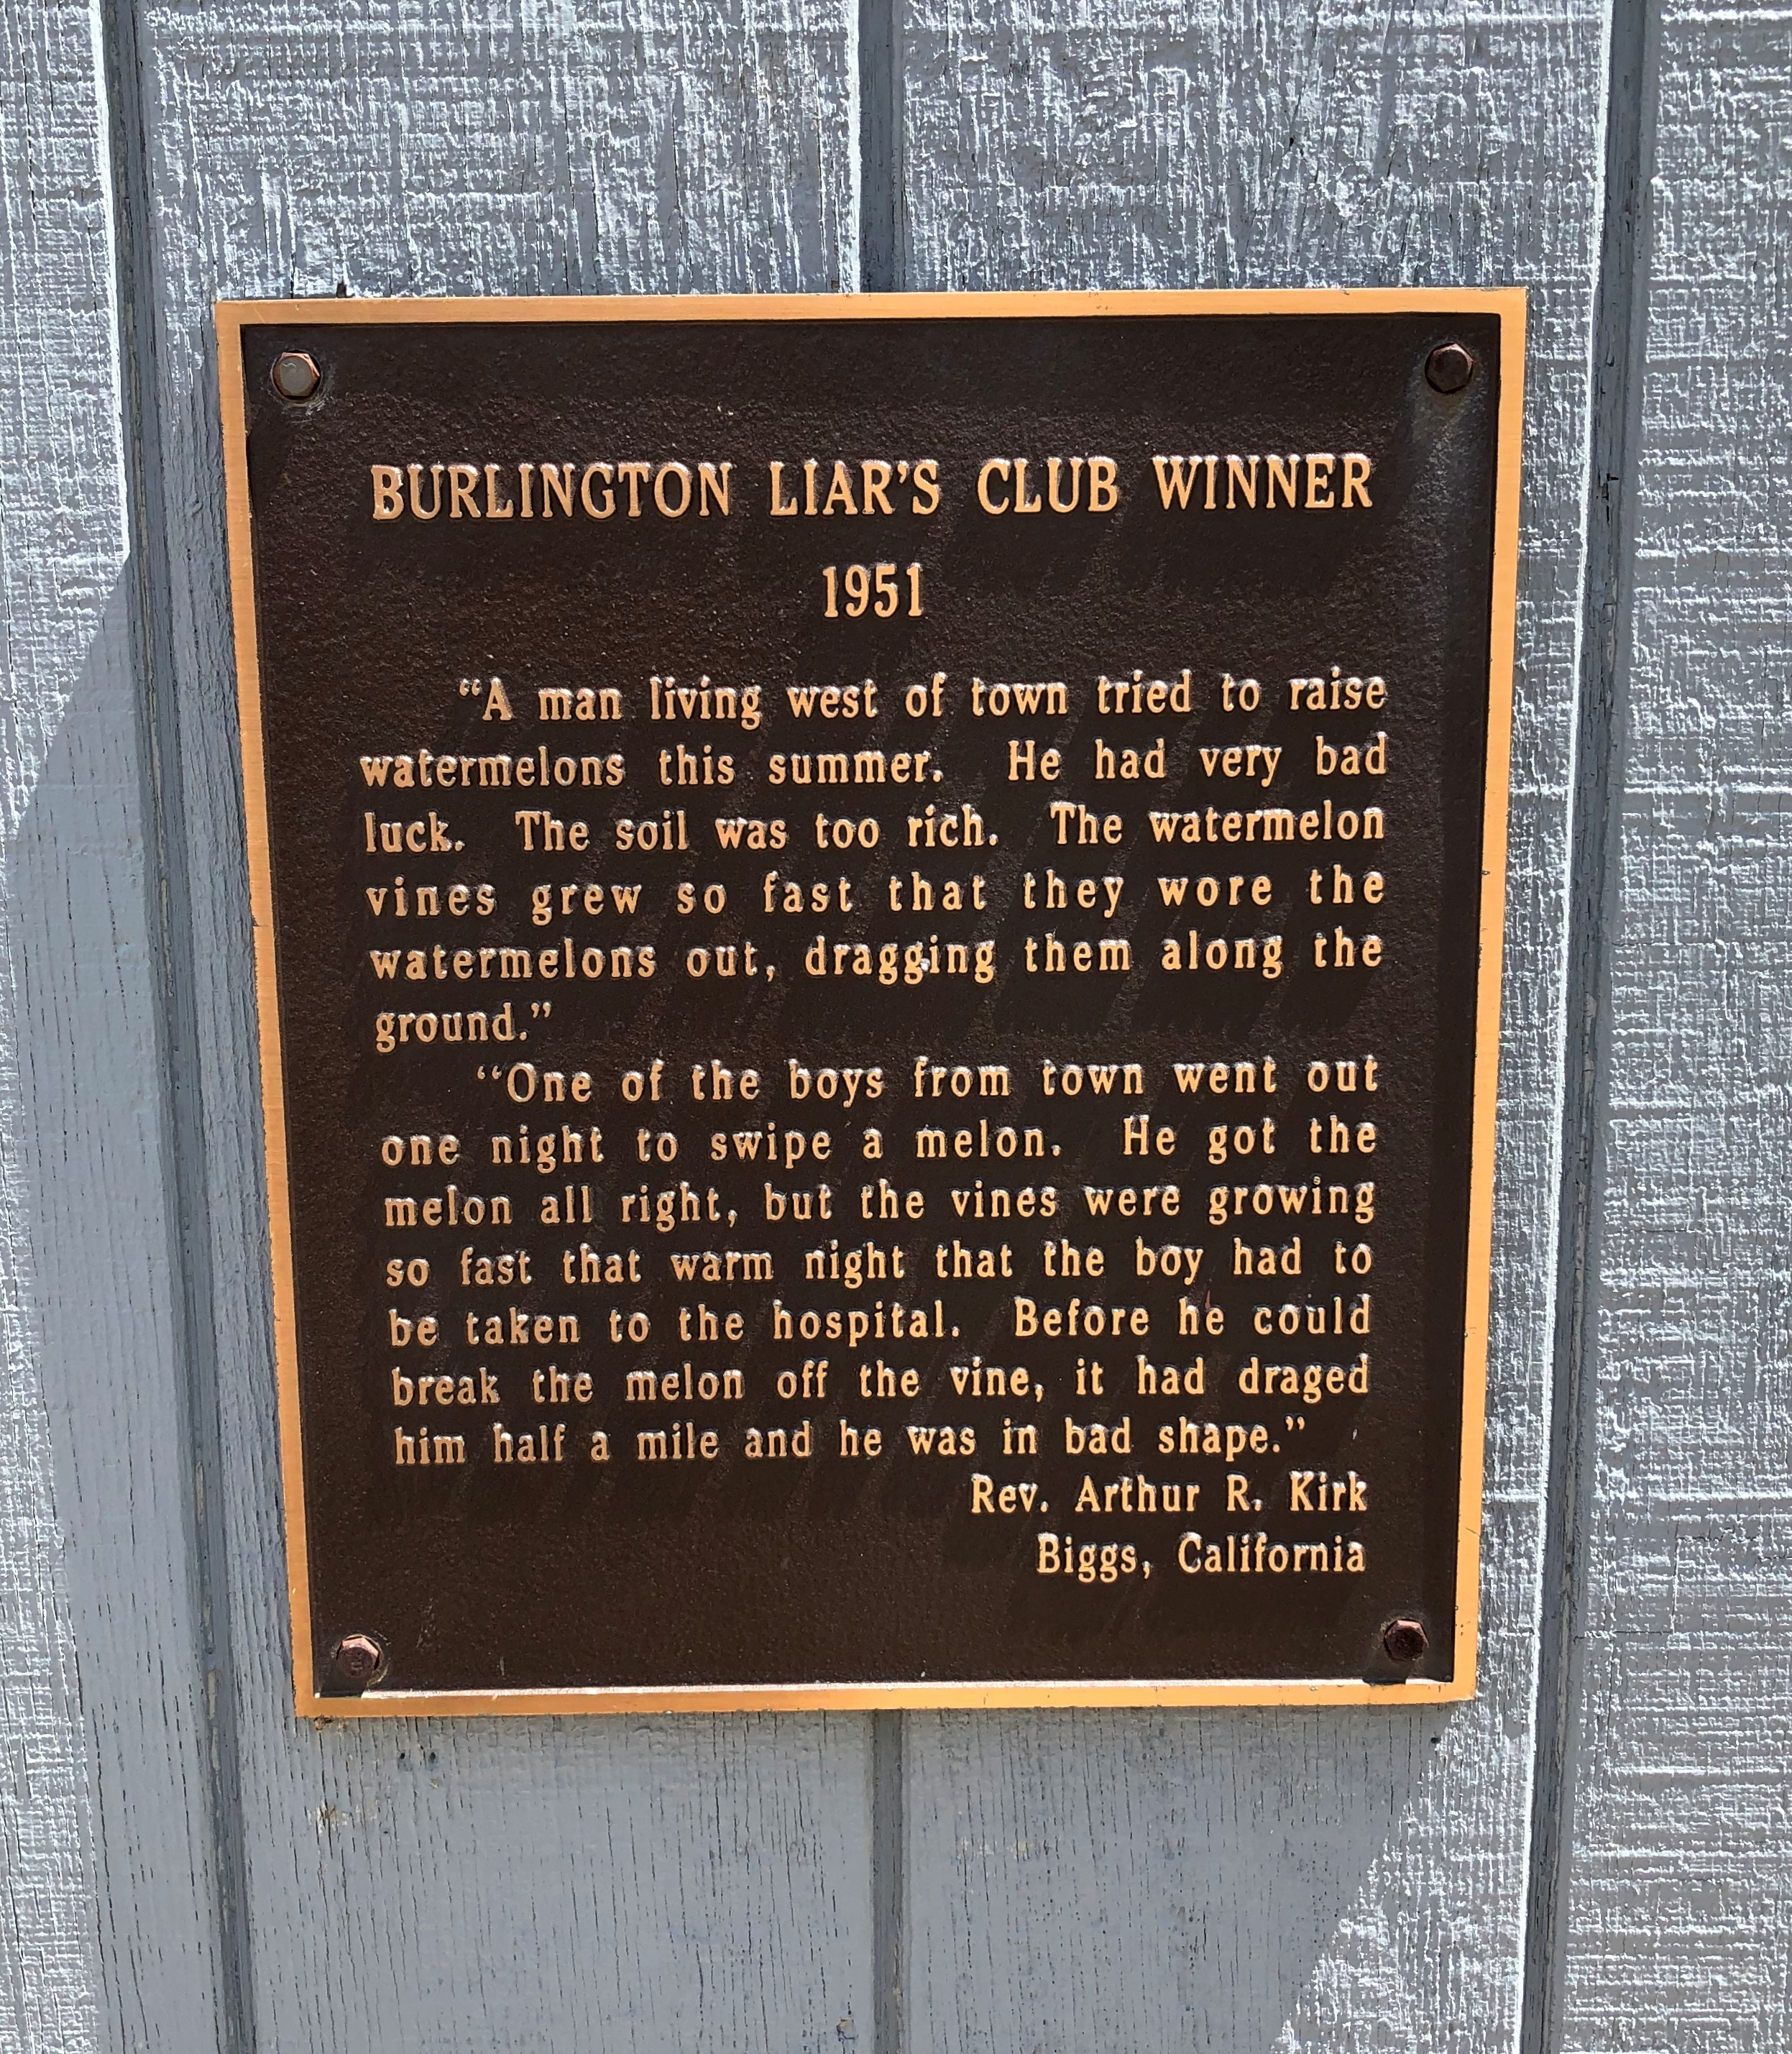 BURLINGTON LIAR'S CLUB WINNER
1951
“A man living west of town tried to raise
watermelons this summer. He had very bad
luck. The soil was too rich. The watermelon
vines grew so fast that they wore the
watermelons out, dragging them along the
ground.”
“One of the boys from town went out
one night to swipe a melon. He got the
melon all right, but the vines were growing
so fast that warm night that the boy had to
be taken to the hospital. Before he could
break the melon off the vine, it had draged
him half a mile and he was in bad shape.”
Rev. Arthur R. Kirk
Biggs, California